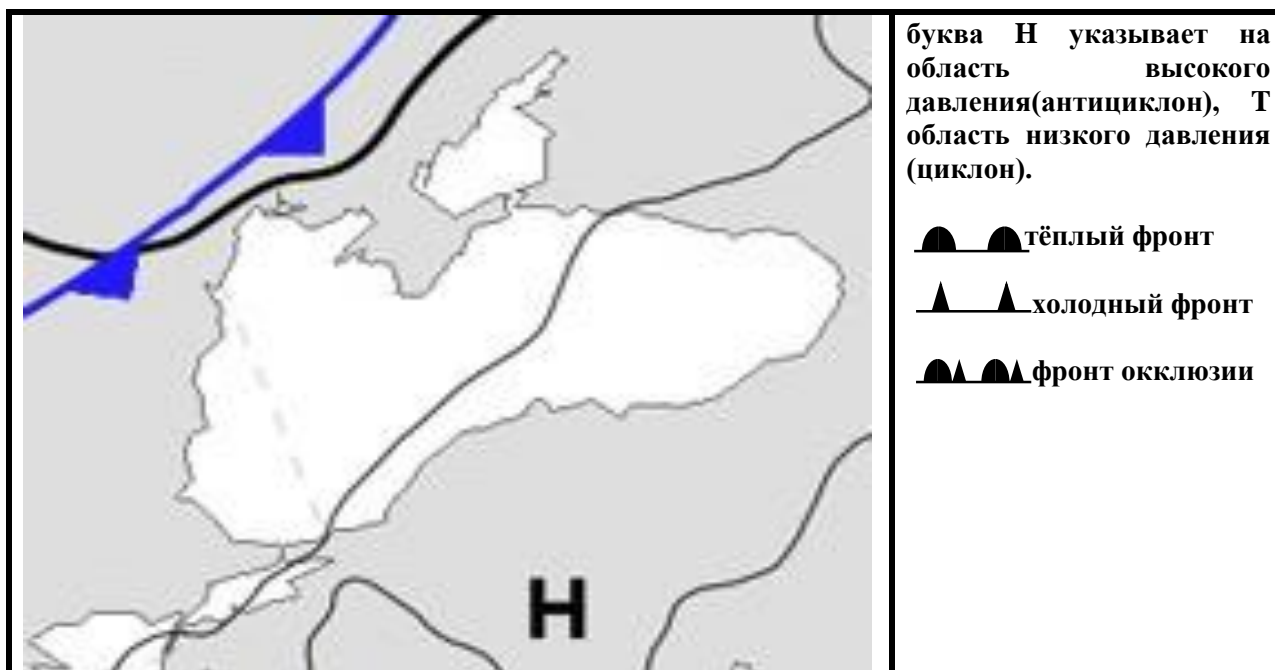 буква Н указывает на
область высокого
давления(антициклон), Т
область низкого давления
(циклон).
тёплый фронт
холодный фронт
фронт окклюзии
H